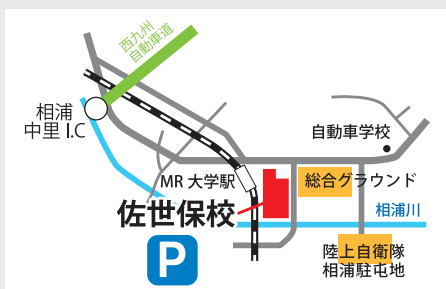 西九州
自動車道
相浦
中里 I.C
自動車学校
MR 大学駅
総合グラウンド
佐世保校
相浦川
P
陸上自衛隊
相浦駐屯地